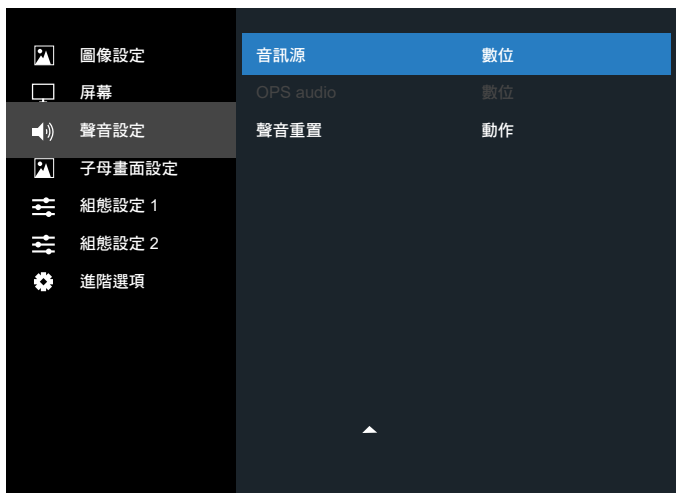 圖像設定
屏幕
聲音設定
子母畫面設定
組態設定 1
組態設定 2
進階選項
音訊源 數位
OPS audio 數位
聲音重置 動作